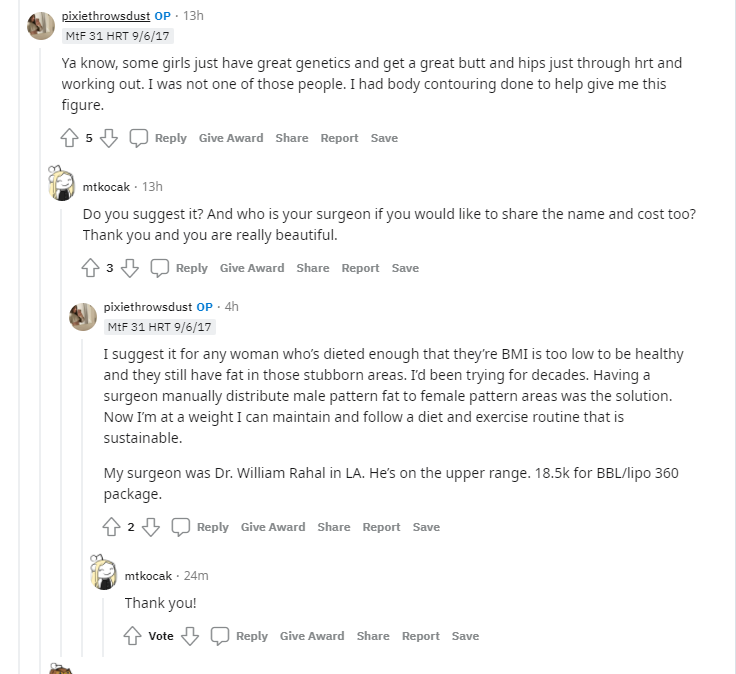 pixiethrowsdust OP · 13h
MtF 31 HRT 9/6/17
Ya know, some girls just have great genetics and get a great butt and hips just through hrt and
working out. I was not one of those people. I had body contouring done to help give me this
figure.
5 Reply Give Award Share Report Save
mtkocak · 13h
Do you suggest it? And who is your surgeon if you would like to share the name and cost too?
Thank you and you are really beautiful.
3 Reply Give Award Share Report Save
pixiethrowsdust OP · 4h
MtF 31 HRT 9/6/17
I suggest it for any woman who's dieted enough that they're BMI is too low to be healthy
and they still have fat in those stubborn areas. I'd been trying for decades. Having a
surgeon manually distribute male pattern fat to female pattern areas was the solution.
Now I'm at a weight I can maintain and follow a diet and exercise routine that is
sustainable.
My surgeon was Dr. William Rahal in LA. He's on the upper range. 18.5k for BBL/lipo 360
package.
2 Reply Give Award Share Report Save
mtkocak · 24m
Thank you!
Vote Reply Give Award Share Report Save